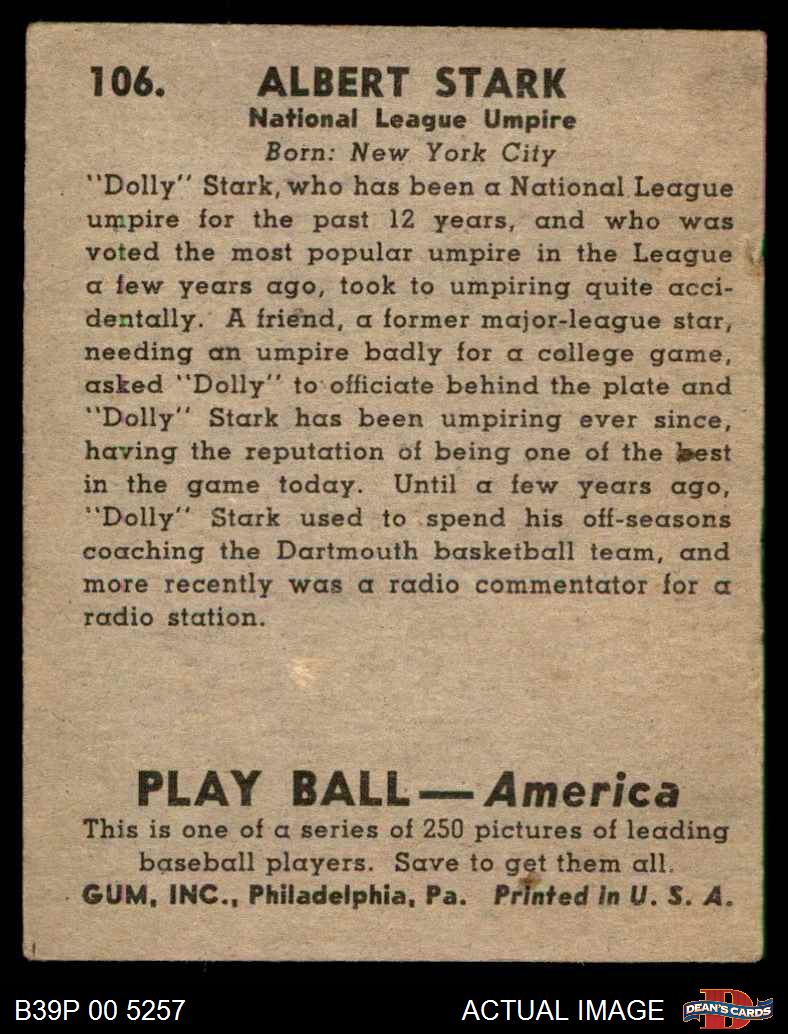 106. ALBERT STARK
National League Umpire
Born: New York City
"Dolly" Stark, who has been a National League
umpire for the past 12 years, and who was
voted the most popular umpire in the League
a few years ago, took to umpiring quite acci-
dentally. A friend, a former major-league star,
needing an umpire badly for a college game,
asked "Dolly" to officiate behind the plate and
"Dolly" Stark has been umpiring ever since,
having the reputation of being one of the best
in the game today. Until a few years ago,
"Dolly" Stark used to spend his off-seasons
coaching the Dartmouth basketball team, and
more recently was a radio commentator for a
radio station.
PLAY BALL — America
This is one of a series of 250 pictures of leading
baseball players. Save to get them all.
GUM, INC., Philadelphia, Pa. Printed in U. S. A.
B39P 00 5257 ACTUAL IMAGE DEAN'S CARDS